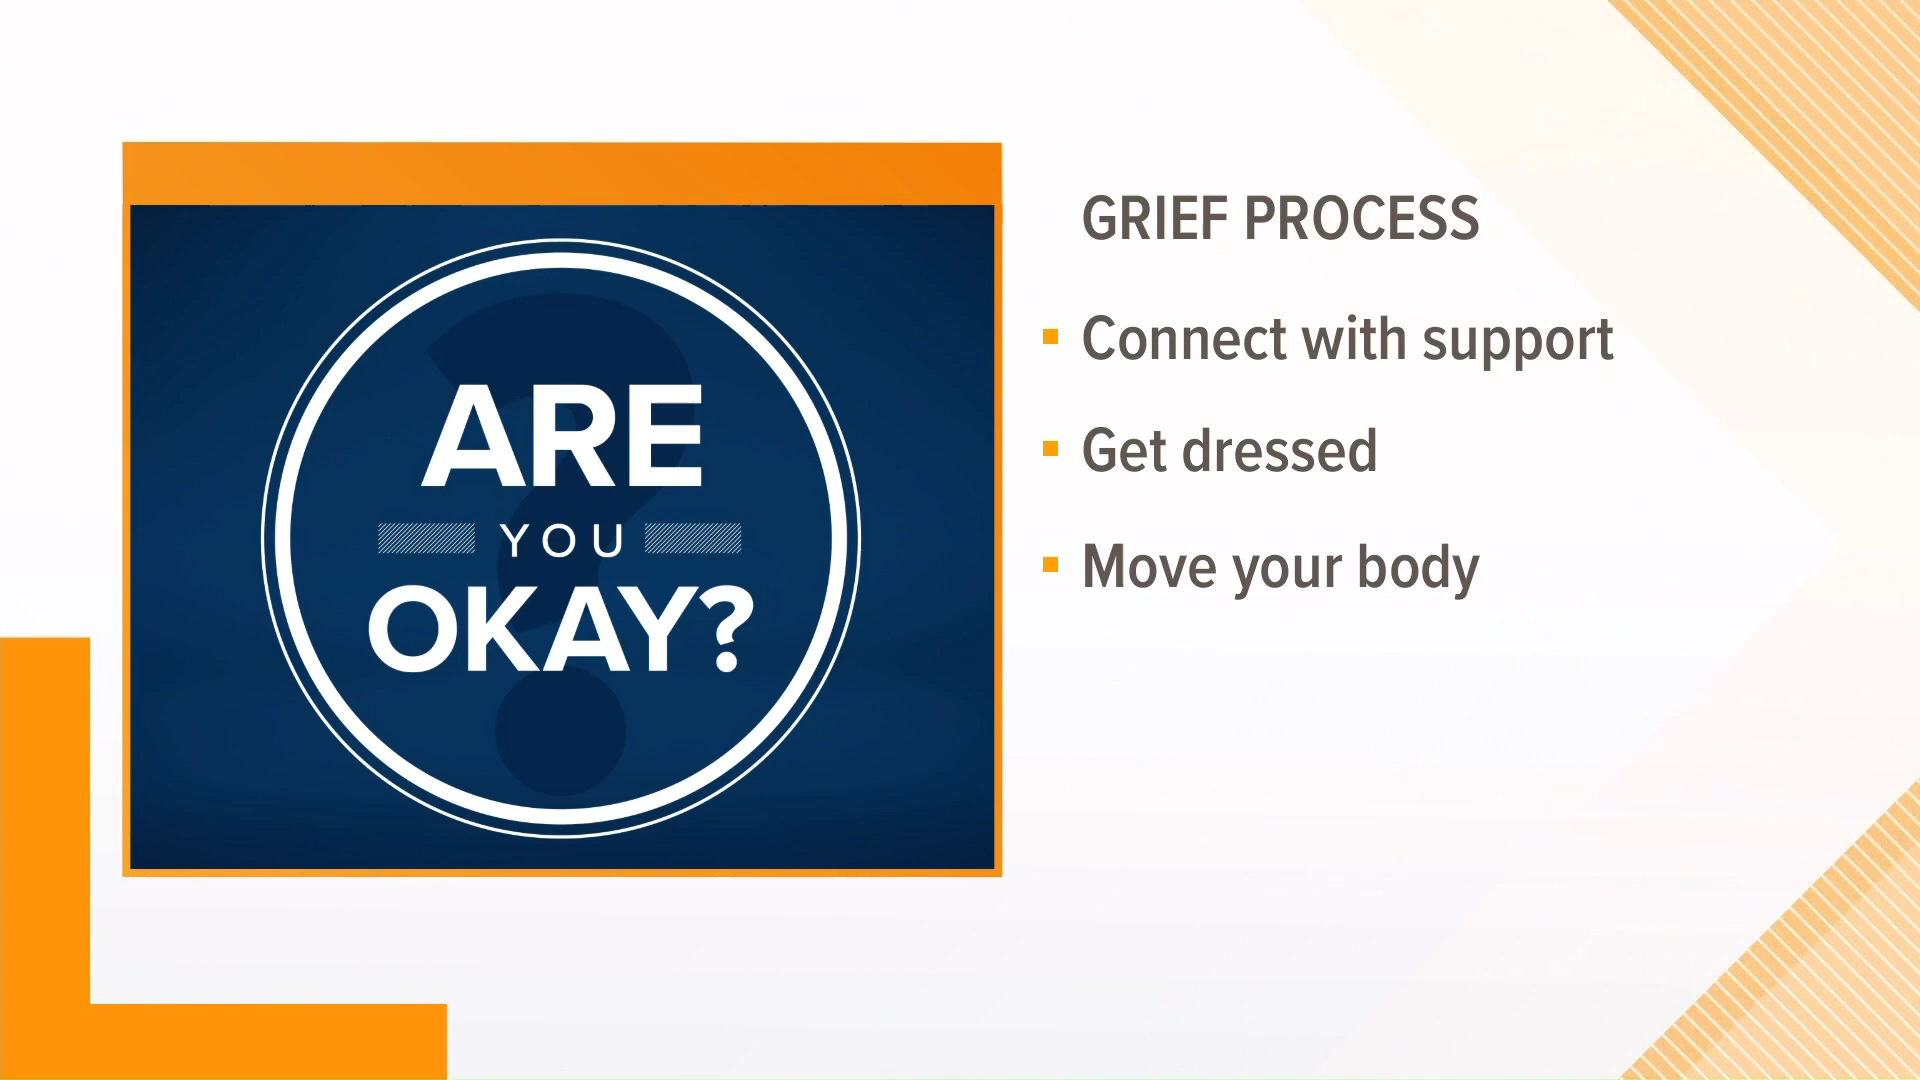 ARE
YOU
OKAY?
GRIEF PROCESS
Connect with support
Get dressed
Move your body